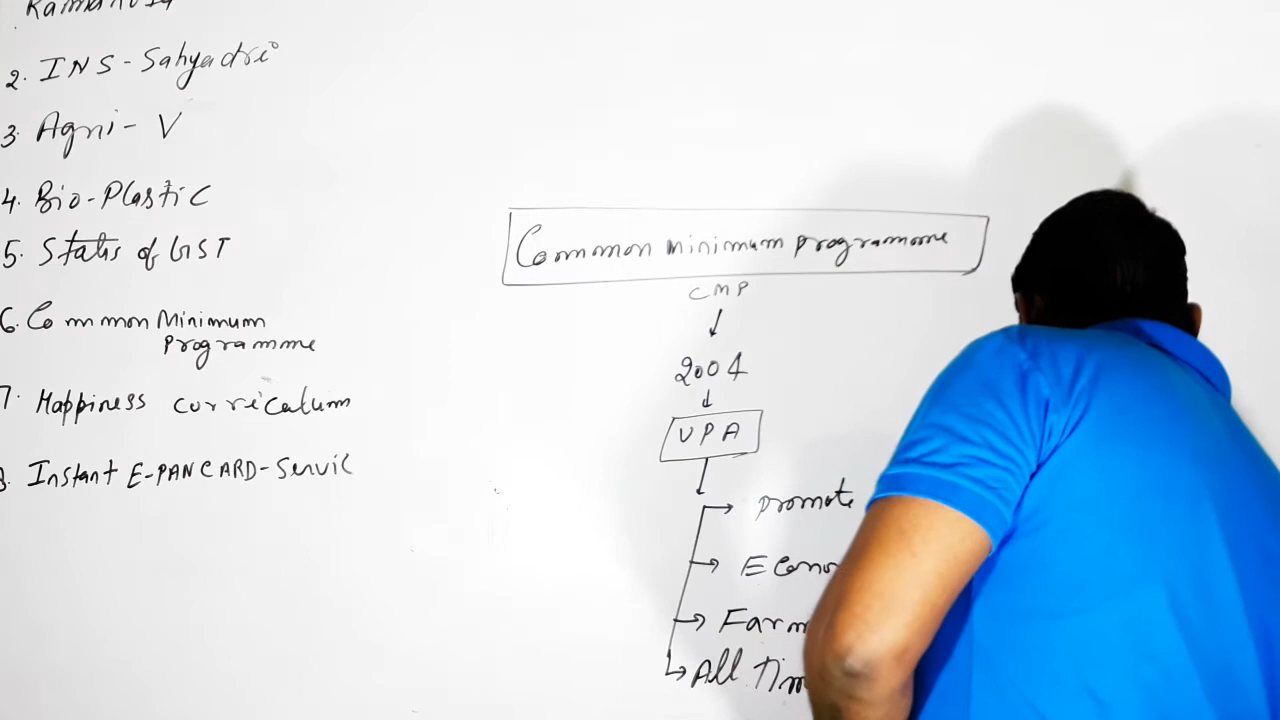 2. INS - Sahyadri
3. Agni - V
4. Bio-Plastic
5. Status of GST
6. Common Minimum
Programme
7. Happiness curricalum
Instant E-PANCARD-Servic
Common minimum programme
CMP
2004
UPA
promote
Econo
Farm
All Tim